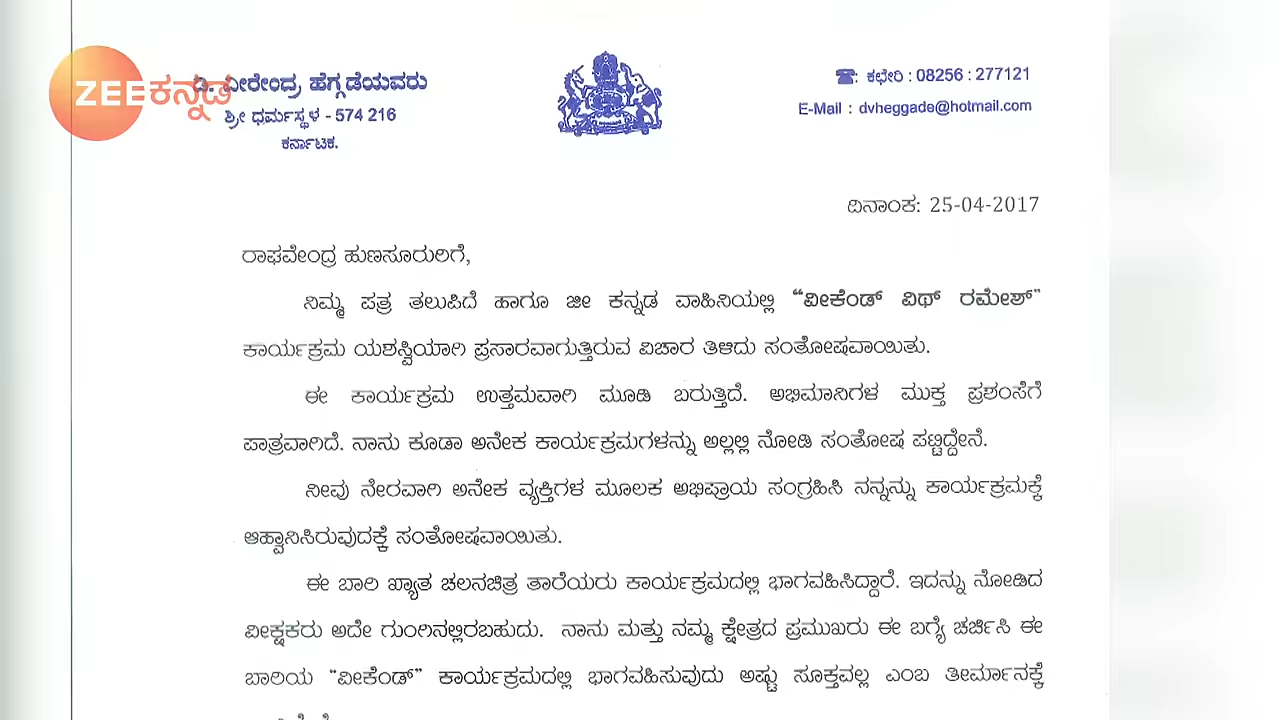 ZEE ಕನ್ನಡ
ಡಿ. ವೀರೇಂದ್ರ ಹೆಗ್ಗಡೆಯವರು
ಶ್ರೀ ಧರ್ಮಸ್ಥಳ - 574 216
ಕರ್ನಾಟಕ.
☎: ಕಛೇರಿ : 08256 : 277121
E-Mail : dvheggade@hotmail.com
ದಿನಾಂಕ: 25-04-2017
ರಾಘವೇಂದ್ರ ಹುಣಸೂರುರಿಗೆ,
ನಿಮ್ಮ ಪತ್ರ ತಲುಪಿದೆ ಹಾಗೂ ಜೀ ಕನ್ನಡ ವಾಹಿನಿಯಲ್ಲಿ “ವೀಕೆಂಡ್ ವಿಥ್ ರಮೇಶ್”
ಕಾರ್ಯಕ್ರಮ ಯಶಸ್ವಿಯಾಗಿ ಪ್ರಸಾರವಾಗುತ್ತಿರುವ ವಿಚಾರ ತಿಳಿದು ಸಂತೋಷವಾಯಿತು.
ಈ ಕಾರ್ಯಕ್ರಮ ಉತ್ತಮವಾಗಿ ಮೂಡಿ ಬರುತ್ತಿದೆ. ಅಭಿಮಾನಿಗಳ ಮುಕ್ತ ಪ್ರಶಂಸೆಗೆ
ಪಾತ್ರವಾಗಿದೆ. ನಾನು ಕೂಡಾ ಅನೇಕ ಕಾರ್ಯಕ್ರಮಗಳನ್ನು ಅಲ್ಲಲ್ಲಿ ನೋಡಿ ಸಂತೋಷ ಪಟ್ಟಿದ್ದೇನೆ.
ನೀವು ನೇರವಾಗಿ ಅನೇಕ ವ್ಯಕ್ತಿಗಳ ಮೂಲಕ ಅಭಿಪ್ರಾಯ ಸಂಗ್ರಹಿಸಿ ನನ್ನನ್ನು ಕಾರ್ಯಕ್ರಮಕ್ಕೆ
ಆಹ್ವಾನಿಸಿರುವುದಕ್ಕೆ ಸಂತೋಷವಾಯಿತು.
ಈ ಬಾರಿ ಖ್ಯಾತ ಚಲನಚಿತ್ರ ತಾರೆಯರು ಕಾರ್ಯಕ್ರಮದಲ್ಲಿ ಭಾಗವಹಿಸಿದ್ದಾರೆ. ಇದನ್ನು ನೋಡಿದ
ವೀಕ್ಷಕರು ಅದೇ ಗುಂಗಿನಲ್ಲಿರಬಹುದು. ನಾನು ಮತ್ತು ನಮ್ಮ ಕ್ಷೇತ್ರದ ಪ್ರಮುಖರು ಈ ಬಗ್ಯೆ ಚರ್ಚಿಸಿ ಈ
ಬಾರಿಯ “ವೀಕೆಂಡ್” ಕಾರ್ಯಕ್ರಮದಲ್ಲಿ ಭಾಗವಹಿಸುವುದು ಅಷ್ಟು ಸೂಕ್ತವಲ್ಲ ಎಂಬ ತೀರ್ಮಾನಕ್ಕೆ